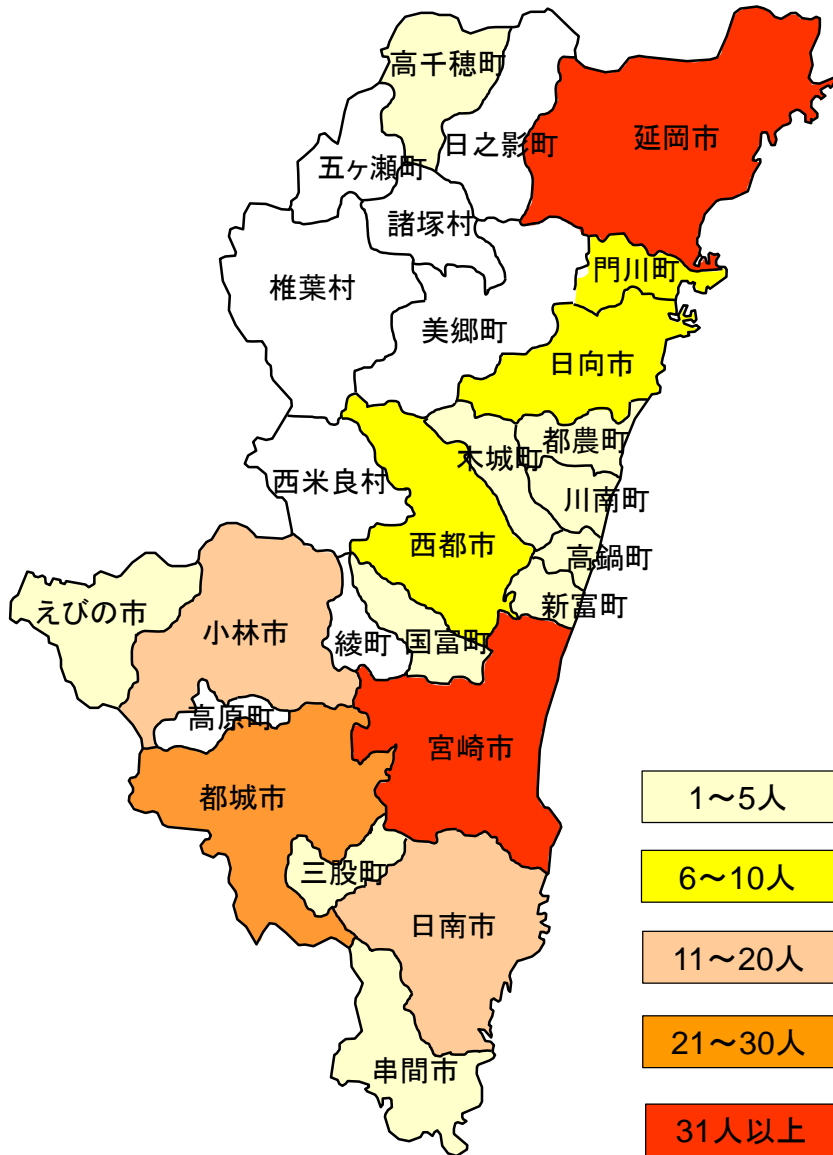 高千穂町
日之影町
延岡市
五ヶ瀬町
諸塚村
門川町
椎葉村
美郷町
日向市
都農町
木城町
西米良村
川南町
西都市
高鍋町
新富町
えびの市
小林市
綾町
国富町
高原町
宮崎市
都城市
三股町
日南市
串間市
1～5人
6～10人
11～20人
21～30人
31人以上